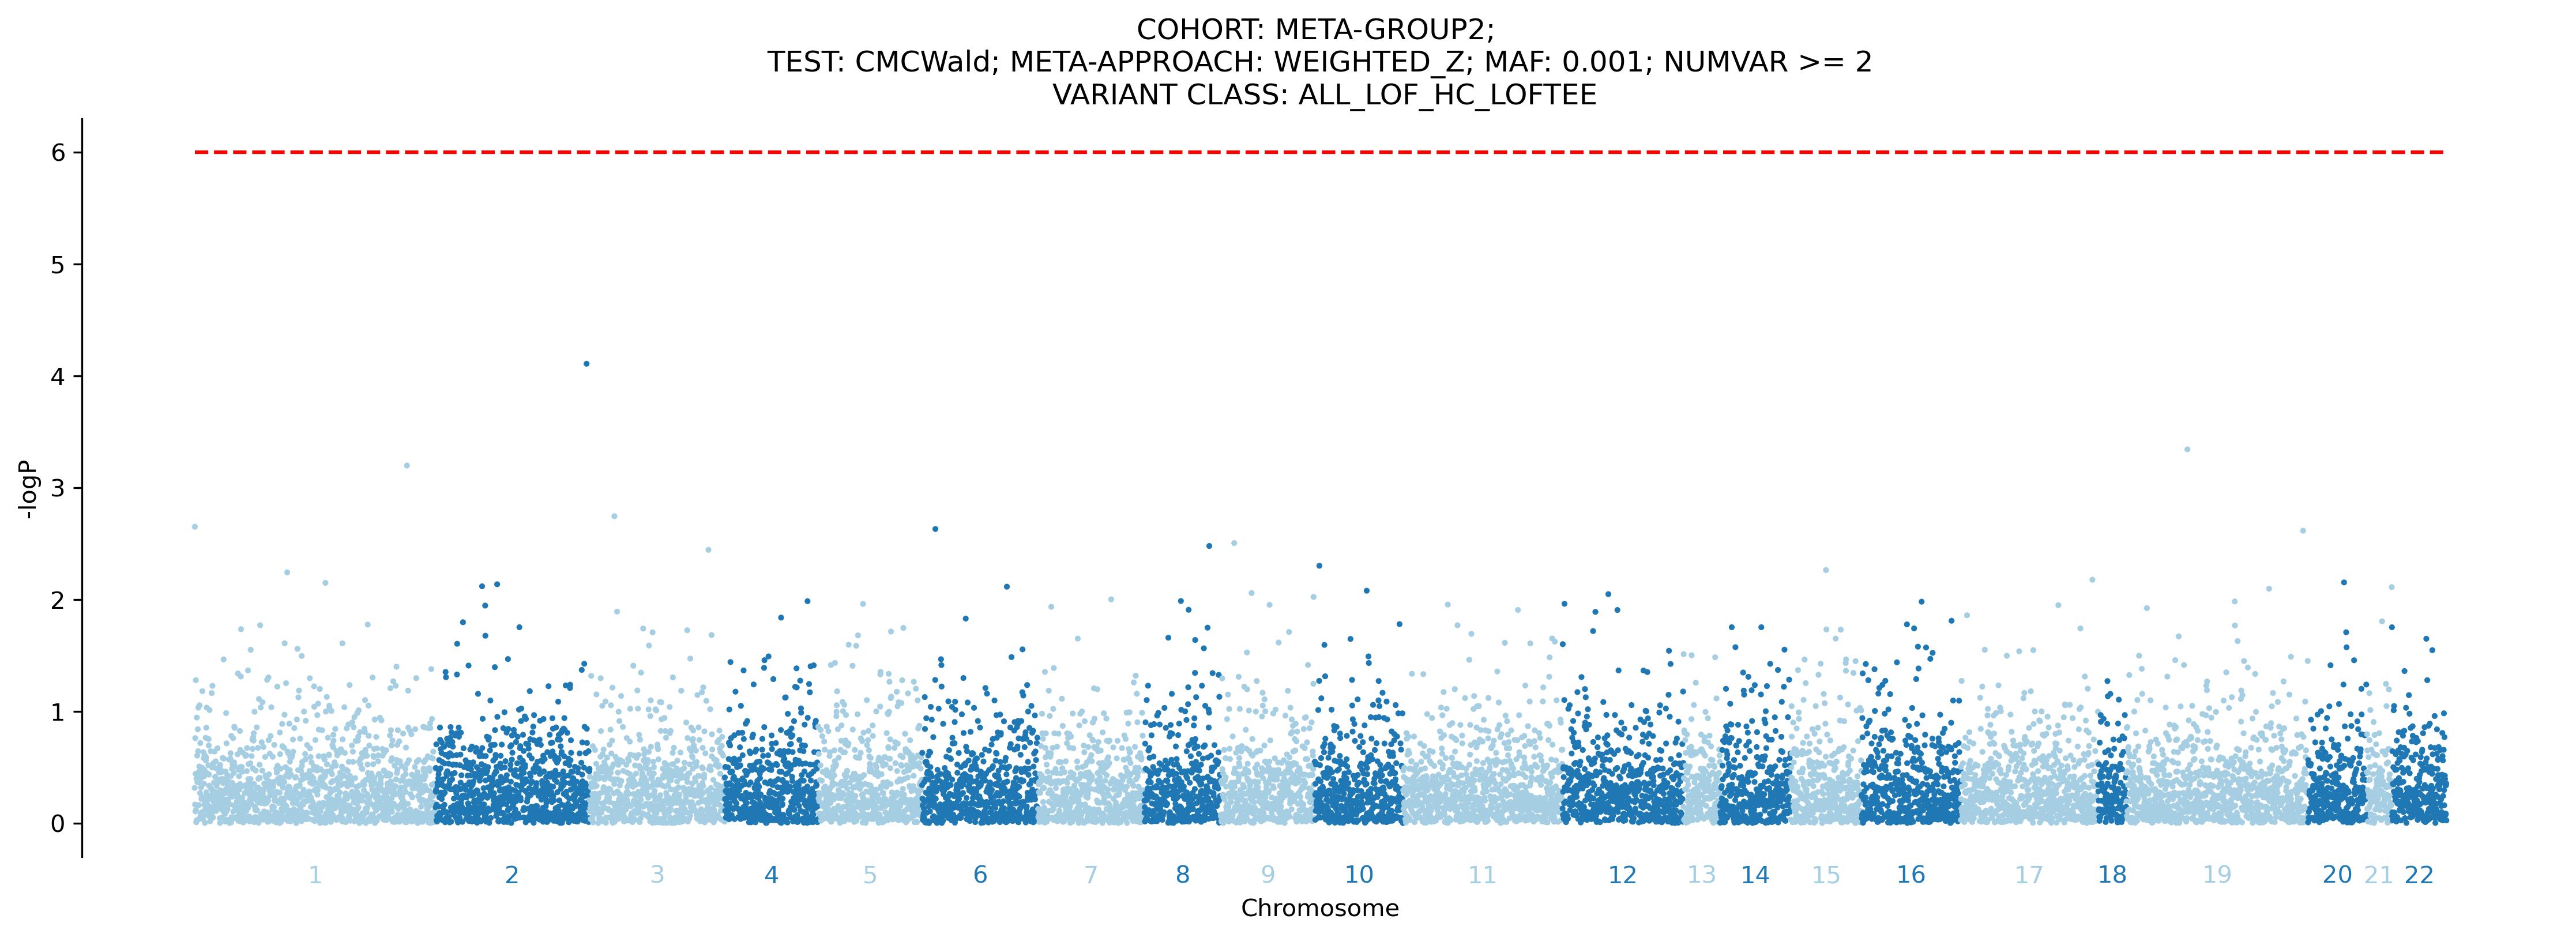 COHORT: META-GROUP2;
TEST: CMCWald; META-APPROACH: WEIGHTED_Z; MAF: 0.001; NUMVAR >= 2
VARIANT CLASS: ALL_LOF_HC_LOFTEE
6
5
4
3
2
1
0
-logP
1 2 3 4 5 6 7 8 9 10 11 12 13 14 15 16 17 18 19 20 21 22
Chromosome